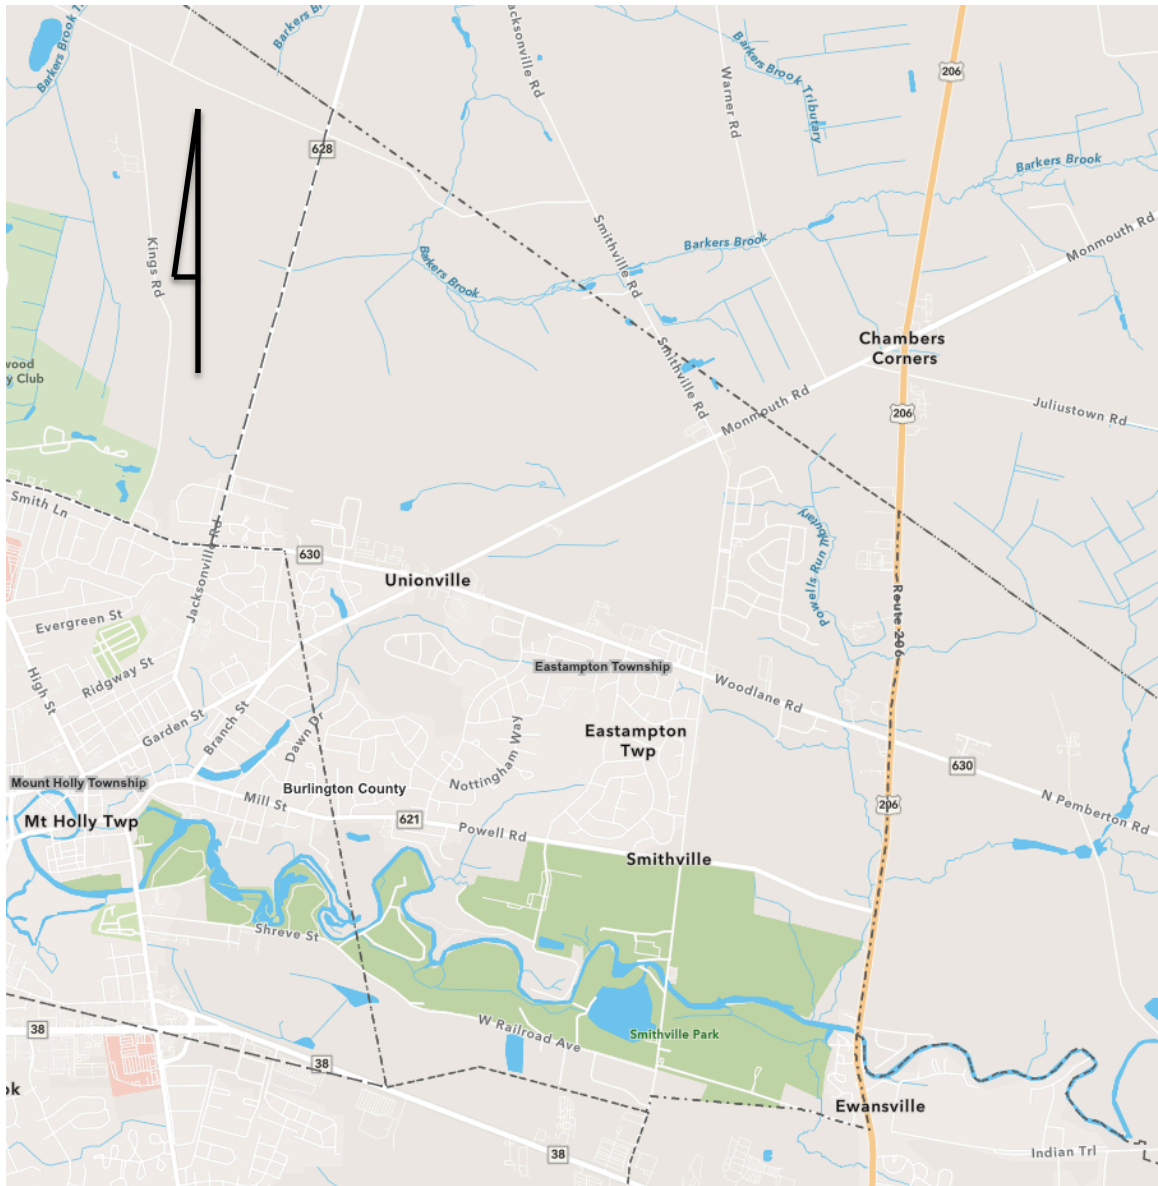 Barkers Brook Tri
Barkers Br
Jacksonville Rd
Barkers Brook Tributary
Warner Rd
206
628
Barkers Brook
Kings Rd
Smithville Rd
Barkers Brook
Barkers Brook
Monmouth Rd
wood
y Club
Chambers
Corners
Smithville Rd
Monmouth Rd
206
Juliustown Rd
Smith Ln
Jacksonville Rd
630
Unionville
Powells Run Tributary
Route 206
Evergreen St
Ridgway St
High St
Garden St
Branch St
Dawn Dr
Eastampton Township
Woodlane Rd
Eastampton
Twp
Nottingham Way
630
Mount Holly Township
Burlington County
Mill St
621
Powell Rd
206
N Pemberton Rd
Mt Holly Twp
Smithville
Shreve St
W Railroad Ave
Smithville Park
38
38
ok
Ewansville
38
Indian Trl